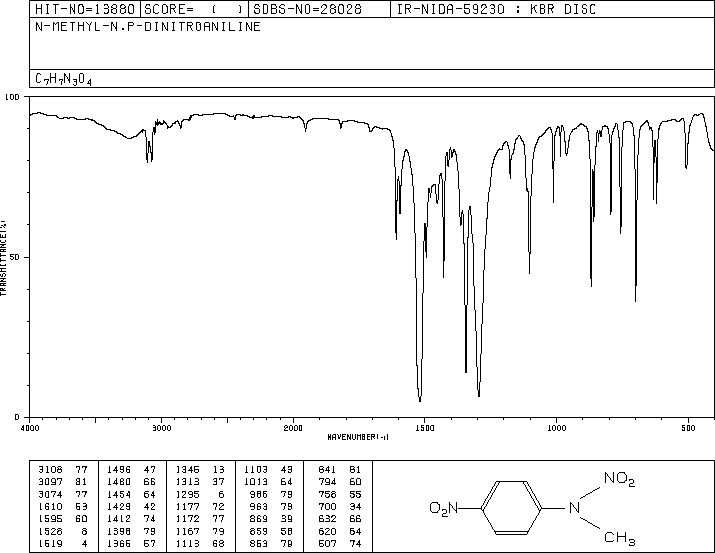 HIT-NO=13880 SCORE= ( ) SDBS-NO=28028 IR-NIDA-59230 : KBR DISC
N-METHYL-N,P-DINITROANILINE
C7H7N3O4
100
50
0
TRANSMITTANCE(%)
4000 3000 2000 1500 1000 500
WAVENUMBER(-1)
3108 77 1496 47 1346 13 1103 43 841 81
3097 81 1480 66 1313 37 1013 64 794 60
3074 77 1454 64 1295 6 986 79 758 55
1610 53 1429 42 1177 72 963 79 700 34
1595 60 1412 74 1172 77 869 39 632 66
1528 8 1398 79 1167 79 859 58 620 64
1519 4 1366 57 1113 68 853 79 507 74
O2N N NO2
CH3